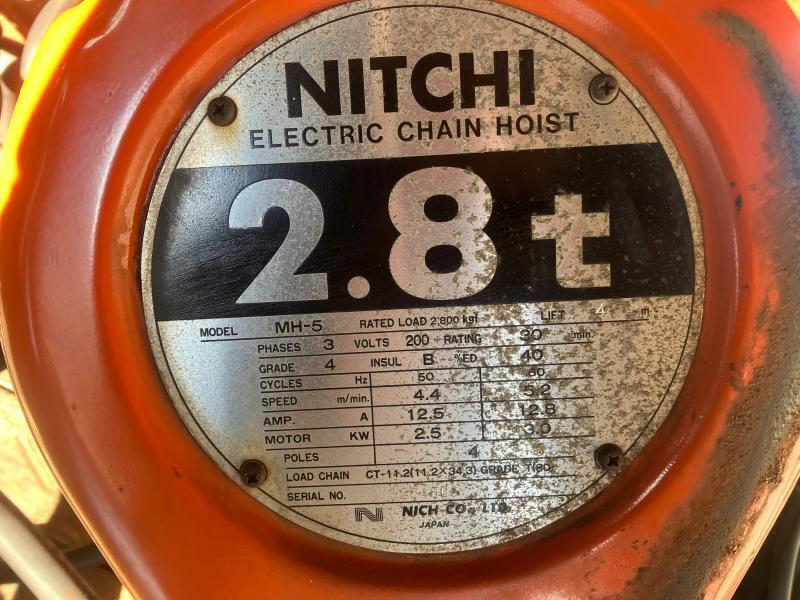 NITCHI
ELECTRIC CHAIN HOIST
2.8 t
MODEL MH-5 RATED LOAD 2,800 kgf LIFT 4 m
PHASES 3 VOLTS 200 RATING 30 min.
GRADE 4 INSUL B %ED 40
CYCLES Hz 50 60
SPEED m/min. 4.4 5.2
AMP. A 12.5 12.8
MOTOR KW 2.5 3.0
POLES 4
LOAD CHAIN CT-11.2(11.2×34.3) GRADE T(80)
SERIAL NO.
N NICH CO., LTD.
JAPAN